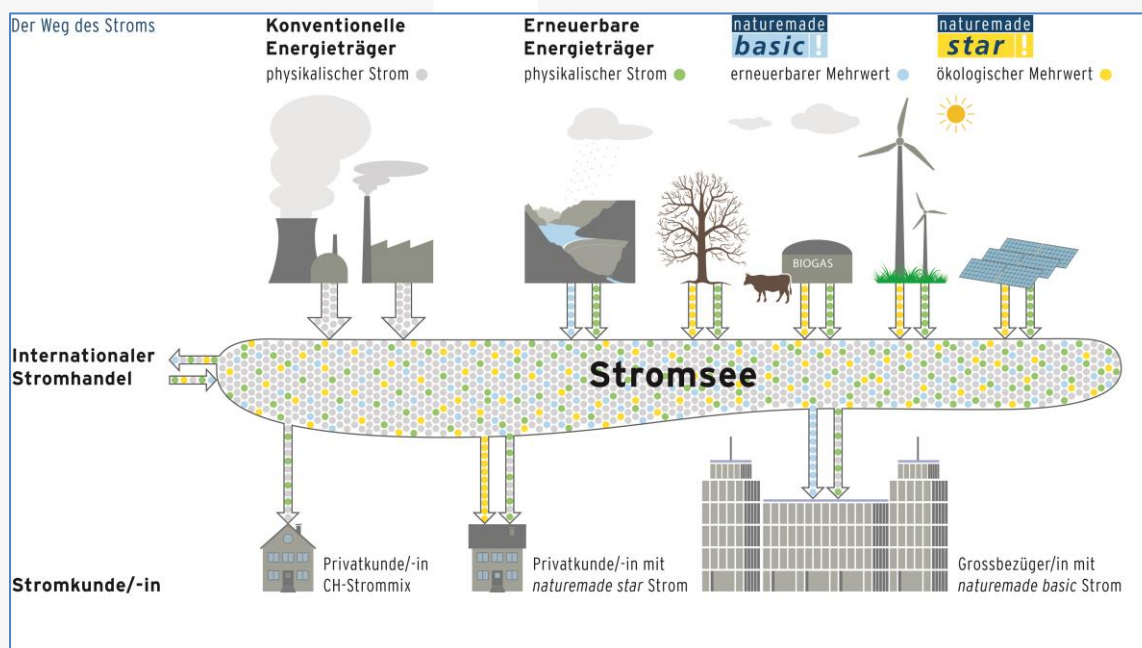 Der Weg des Stroms
Konventionelle
Energieträger
physikalischer Strom
Erneuerbare
Energieträger
physikalischer Strom
naturemade
basic!
erneuerbarer Mehrwert
naturemade
star!
ökologischer Mehrwert
BIOGAS
Internationaler
Stromhandel
Stromsee
Stromkunde/-in
Privatkunde/-in
CH-Strommix
Privatkunde/-in mit
naturemade star Strom
Grossbezüger/in mit
naturemade basic Strom